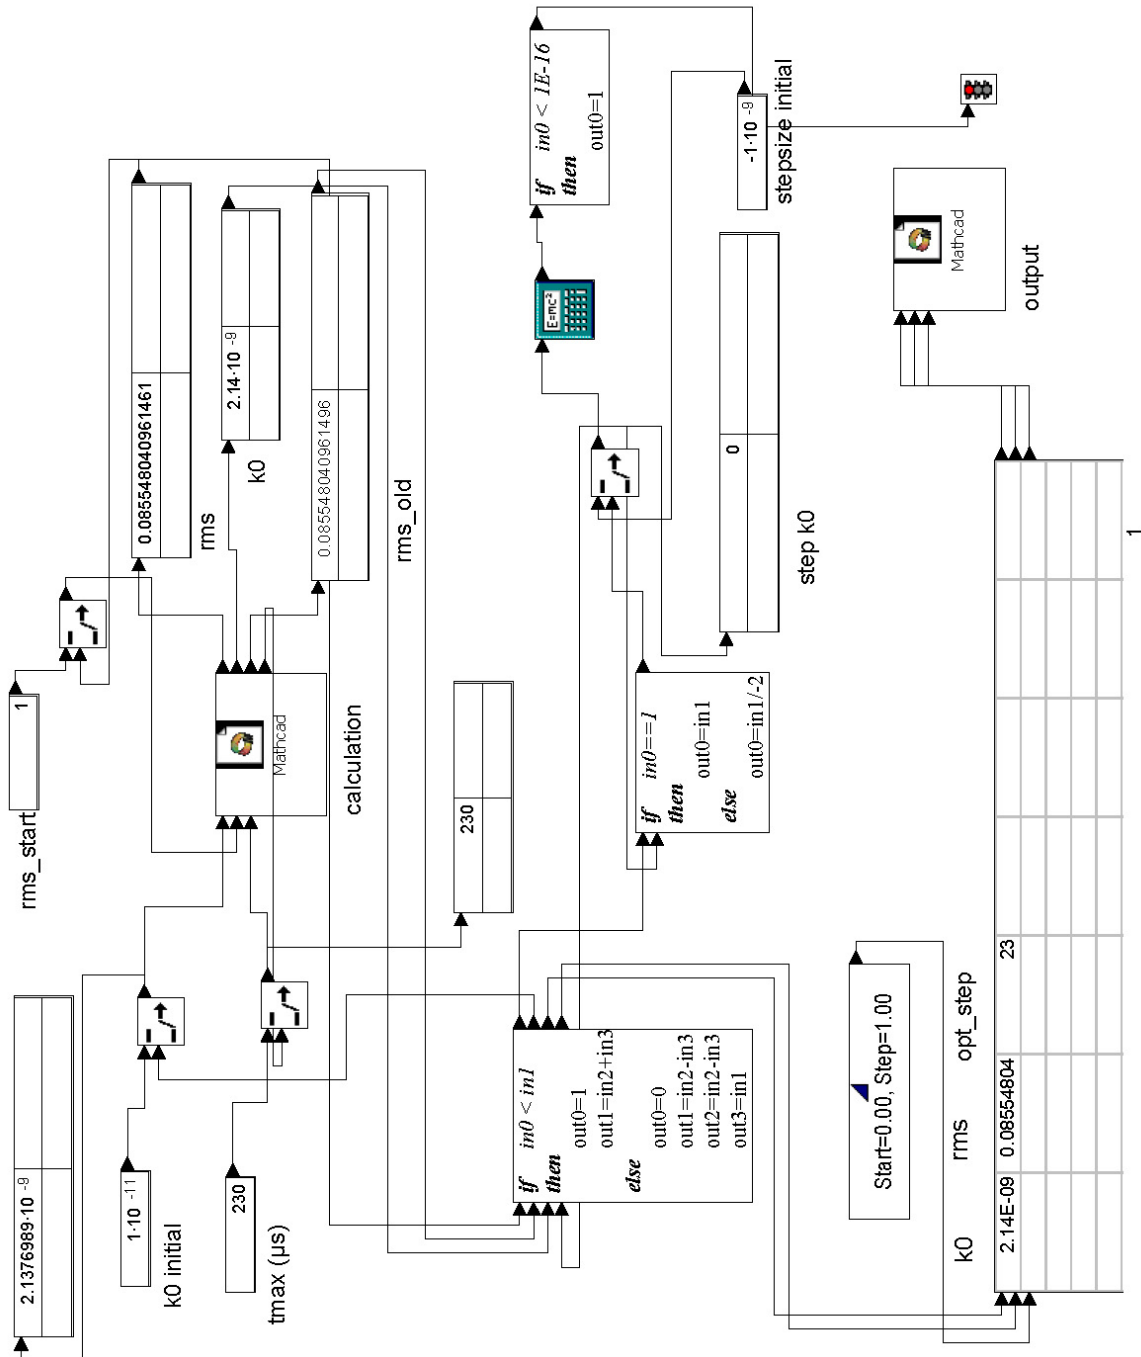 rms_start
1
2.1376989·10 -9
1·10 -11
k0 initial
230
tmax (µs)
Mathcad
calculation
0.085548040961461
rms
2.14·10 -9
k0
0.085548040961496
rms_old
230
if in0 < in1
then
out0=1
out1=in2+in3
else
out0=0
out1=in2-in3
out2=in2-in3
out3=in1
if in0==1
then
out0=in1
else
out0=in1/-2
E=mc²
if in0 < 1E-16
then
out0=1
-1·10 -9
stepsize initial
0
step k0
Start=0.00, Step=1.00
Mathcad
output
k0 rms opt_step
2.14E-09 0.08554804 23
1